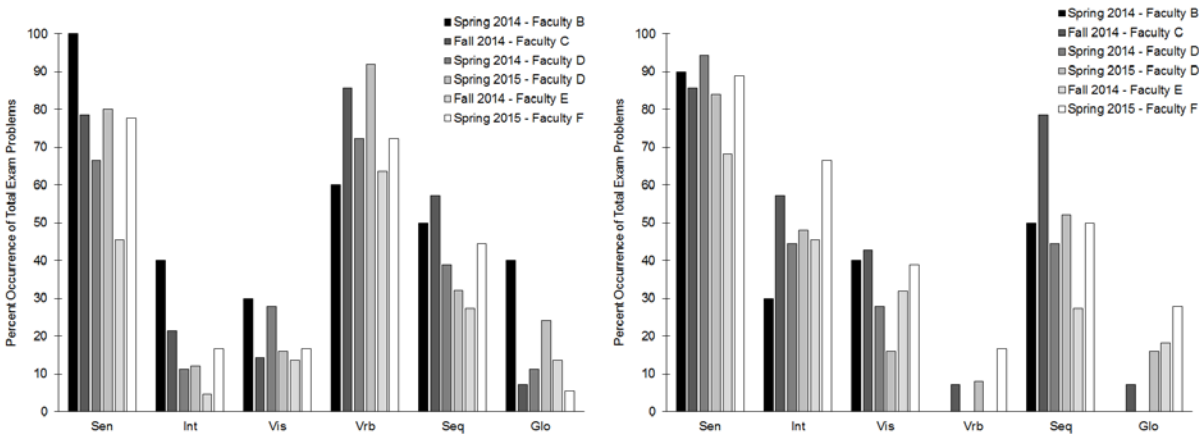 Spring 2014 - Faculty B
Fall 2014 - Faculty C
Spring 2014 - Faculty D
Spring 2015 - Faculty D
Fall 2014 - Faculty E
Spring 2015 - Faculty F
Percent Occurrence of Total Exam Problems
100
90
80
70
60
50
40
30
20
10
0
Sen Int Vis Vrb Seq Glo
Spring 2014 - Faculty B
Fall 2014 - Faculty C
Spring 2014 - Faculty D
Spring 2015 - Faculty D
Fall 2014 - Faculty E
Spring 2015 - Faculty F
Percent Occurrence of Total Exam Problems
100
90
80
70
60
50
40
30
20
10
0
Sen Int Vis Vrb Seq Glo